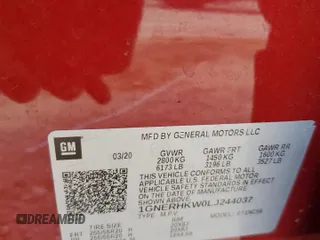 GM
MFD BY GENERAL MOTORS LLC
03/20
GVWR GAWR FRT GAWR RR
2800 KG 1450 KG 1600 KG
6173 LB 3196 LB 3527 LB
THIS VEHICLE CONFORMS TO ALL APPLICABLE
U.S. FEDERAL MOTOR VEHICLE
SAFETY STANDARDS IN EFFECT ON THE DATE OF
MANUFACTURE SHOWN ABOVE.
1GNERHKW0LJ244037
TYPE: M.P.V.
TIRE SIZE RIM
DREAMBID